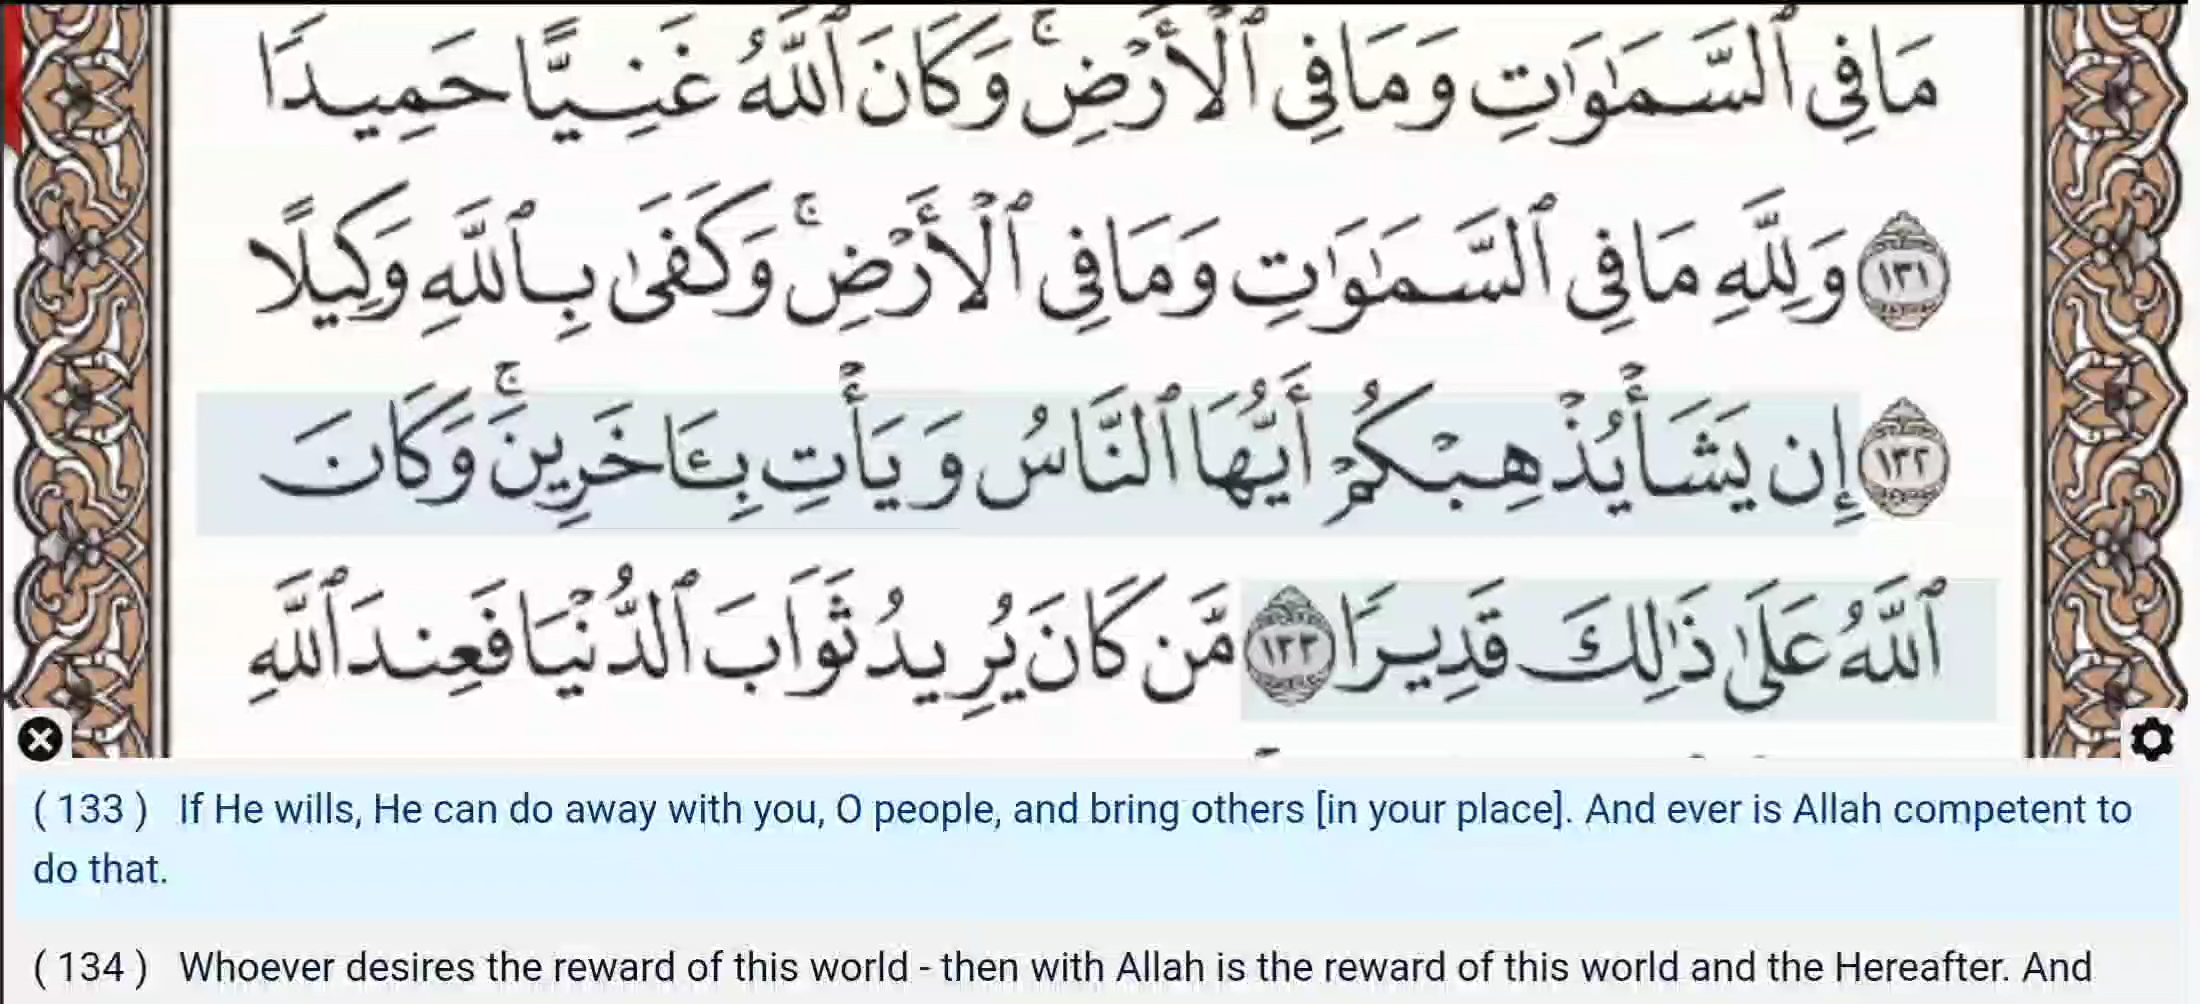 مَا فِي ٱلسَّمَٰوَٰتِ وَمَا فِي ٱلْأَرْضِ ۚ وَكَانَ ٱللَّهُ غَنِيًّا حَمِيدًا
١٣١ وَلِلَّهِ مَا فِي ٱلسَّمَٰوَٰتِ وَمَا فِي ٱلْأَرْضِ ۚ وَكَفَىٰ بِٱللَّهِ وَكِيلًا
١٣٢ إِن يَشَأْ يُذْهِبْكُمْ أَيُّهَا ٱلنَّاسُ وَيَأْتِ بِـَٔاخَرِينَ ۚ وَكَانَ
ٱللَّهُ عَلَىٰ ذَٰلِكَ قَدِيرًا ١٣٣ مَّن كَانَ يُرِيدُ ثَوَابَ ٱلدُّنْيَا فَعِندَ ٱللَّهِ
( 133 ) If He wills, He can do away with you, O people, and bring others [in your place]. And ever is Allah competent to
do that.
( 134 ) Whoever desires the reward of this world - then with Allah is the reward of this world and the Hereafter. And